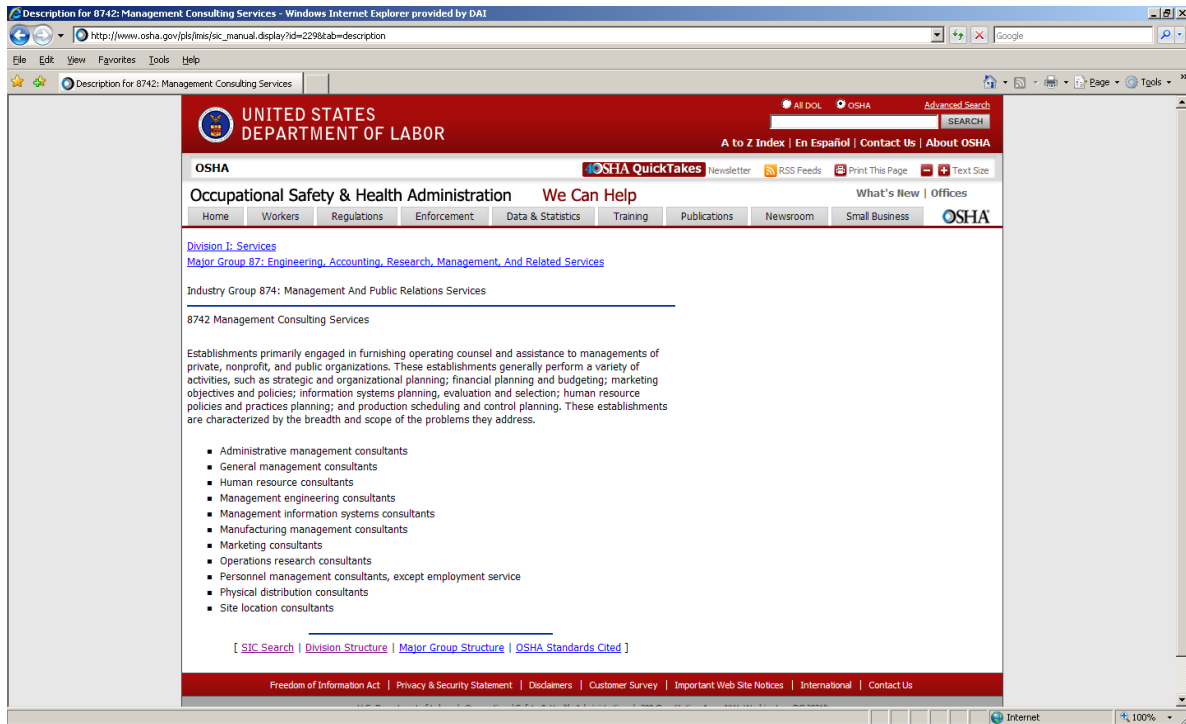 Description for 8742: Management Consulting Services - Windows Internet Explorer provided by DAI
http://www.osha.gov/pls/imis/sic_manual.display?id=229&tab=description
Google
File Edit View Favorites Tools Help
Description for 8742: Management Consulting Services
Page Tools
UNITED STATES
DEPARTMENT OF LABOR
All DOL OSHA Advanced Search
SEARCH
A to Z Index | En Español | Contact Us | About OSHA
OSHA
OSHA QuickTakes Newsletter RSS Feeds Print This Page Text Size
Occupational Safety & Health Administration We Can Help
What's New | Offices
Home Workers Regulations Enforcement Data & Statistics Training Publications Newsroom Small Business OSHA
Division I: Services
Major Group 87: Engineering, Accounting, Research, Management, And Related Services
Industry Group 874: Management And Public Relations Services
8742 Management Consulting Services
Establishments primarily engaged in furnishing operating counsel and assistance to managements of
private, nonprofit, and public organizations. These establishments generally perform a variety of
activities, such as strategic and organizational planning; financial planning and budgeting; marketing
objectives and policies; information systems planning, evaluation and selection; human resource
policies and practices planning; and production scheduling and control planning. These establishments
are characterized by the breadth and scope of the problems they address.
Administrative management consultants
General management consultants
Human resource consultants
Management engineering consultants
Management information systems consultants
Manufacturing management consultants
Marketing consultants
Operations research consultants
Personnel management consultants, except employment service
Physical distribution consultants
Site location consultants
[ SIC Search | Division Structure | Major Group Structure | OSHA Standards Cited ]
Freedom of Information Act | Privacy & Security Statement | Disclaimers | Customer Survey | Important Web Site Notices | International | Contact Us
Internet 100%